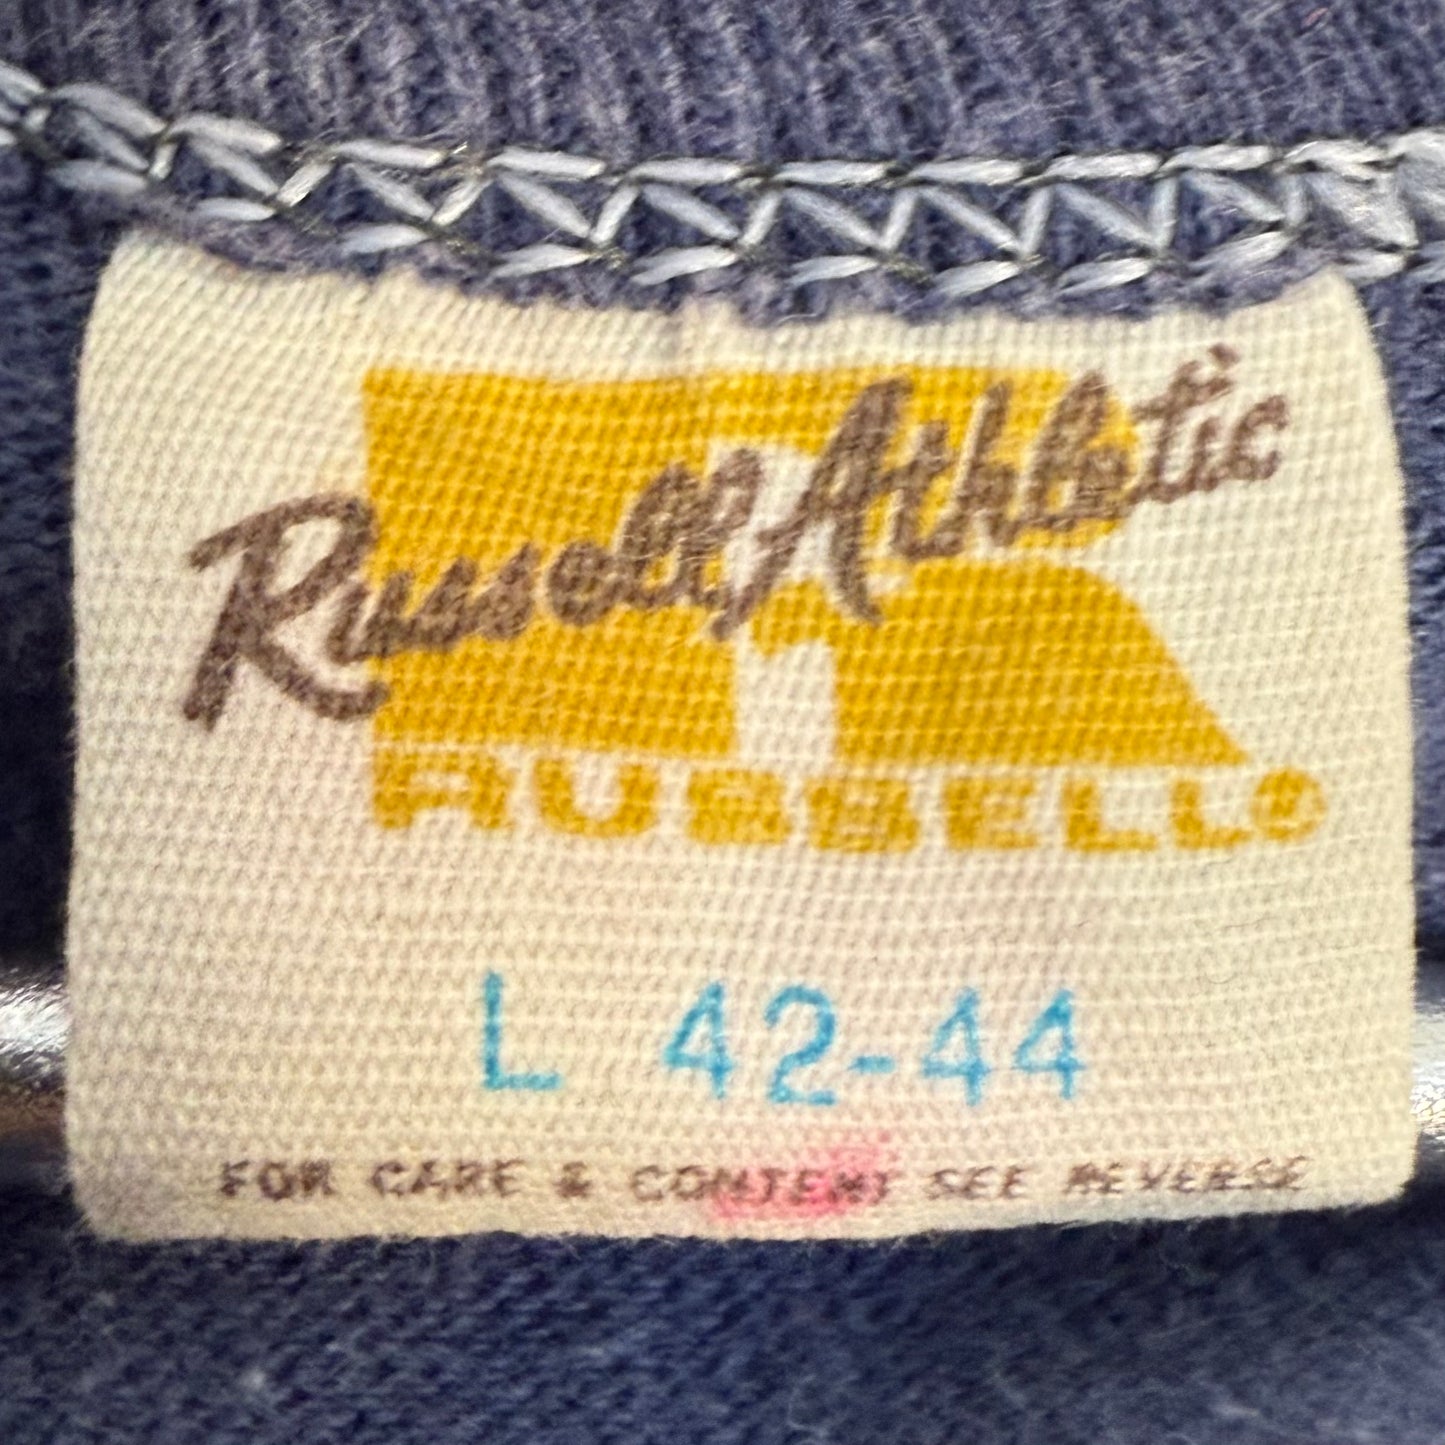 Russell Athletic
RUSSELL®
L 42-44
FOR CARE & CONTENT SEE REVERSE